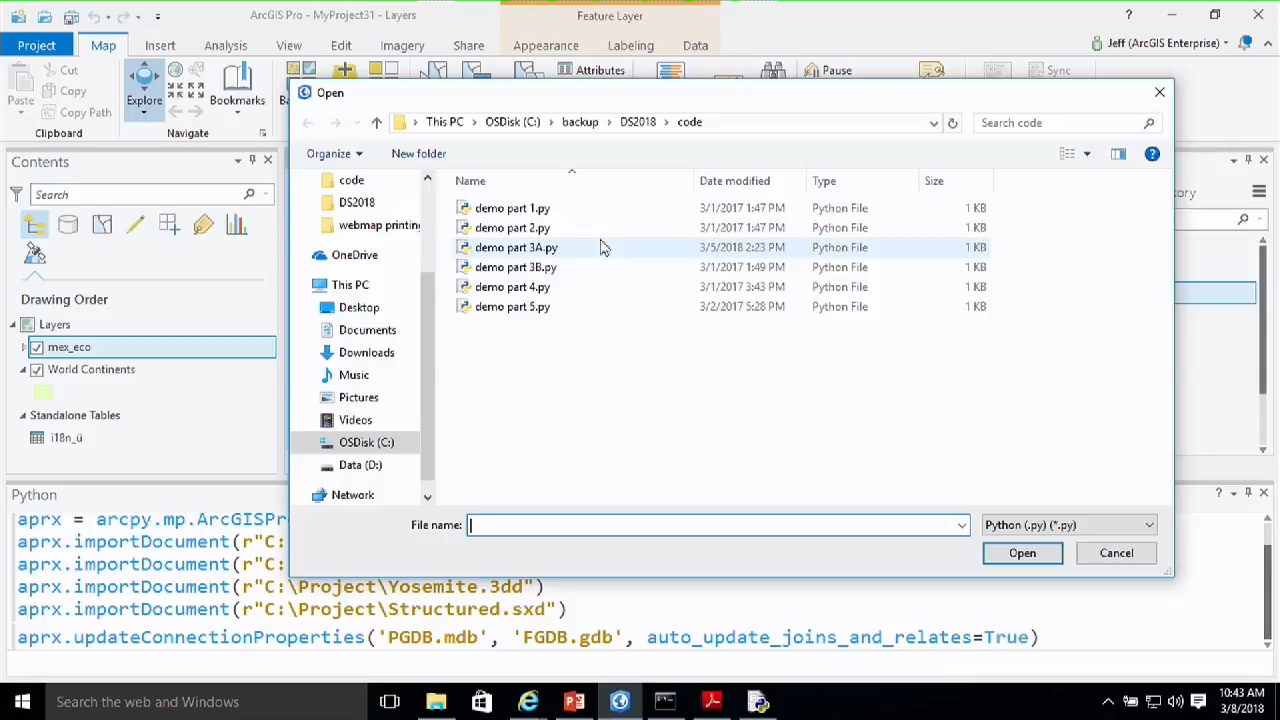 ArcGIS Pro - MyProject31 - Layers
Feature Layer
?
Project Map Insert Analysis View Edit Imagery Share Appearance Labeling Data
Jeff (ArcGIS Enterprise)
Cut
Copy
Copy Path
Paste
Explore
Bookmarks
Attributes
Pause
Sync
Clipboard
Navigate
Contents
Search
Drawing Order
Layers
mex_eco
World Continents
Standalone Tables
i18n_ü
Open
This PC > OSDisk (C:) > backup > DS2018 > code
Search code
Organize
New folder
Name Date modified Type Size
code
DS2018
webmap printing
OneDrive
This PC
Desktop
Documents
Downloads
Music
Pictures
Videos
OSDisk (C:)
Data (D:)
Network
demo part 1.py 3/1/2017 1:47 PM Python File 1 KB
demo part 2.py 3/1/2017 1:47 PM Python File 1 KB
demo part 3A.py 3/5/2018 2:23 PM Python File 1 KB
demo part 3B.py 3/1/2017 1:49 PM Python File 1 KB
demo part 4.py 3/1/2017 3:43 PM Python File 1 KB
demo part 5.py 3/2/2017 5:28 PM Python File 1 KB
File name:
Python (.py) (*.py)
Open
Cancel
tory
Python
aprx = arcpy.mp.ArcGISPr
aprx.importDocument(r"C:
aprx.importDocument(r"C:
aprx.importDocument(r"C:\Project\Yosemite.3dd")
aprx.importDocument(r"C:\Project\Structured.sxd")
aprx.updateConnectionProperties('PGDB.mdb', 'FGDB.gdb', auto_update_joins_and_relates=True)
Search the web and Windows
10:43 AM
3/8/2018